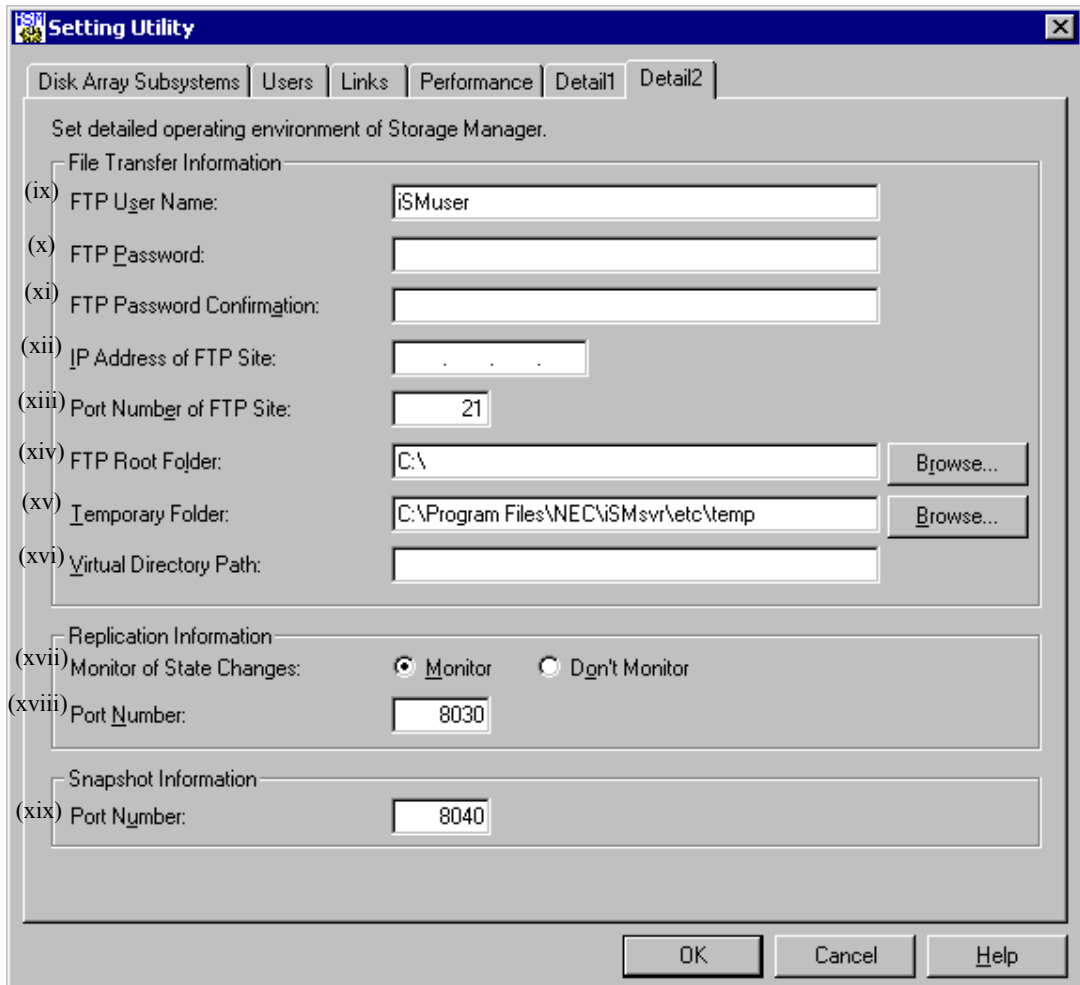 iSM Setting Utility
Disk Array Subsystems Users Links Performance Detail1 Detail2
Set detailed operating environment of Storage Manager.
File Transfer Information
(ix) FTP User Name: iSMuser
(x) FTP Password:
(xi) FTP Password Confirmation:
(xii) IP Address of FTP Site: . . .
(xiii) Port Number of FTP Site: 21
(xiv) FTP Root Folder: C:\ Browse...
(xv) Temporary Folder: C:\Program Files\NEC\iSMsvr\etc\temp Browse...
(xvi) Virtual Directory Path:
Replication Information
(xvii) Monitor of State Changes: Monitor Don't Monitor
(xviii) Port Number: 8030
Snapshot Information
(xix) Port Number: 8040
OK Cancel Help